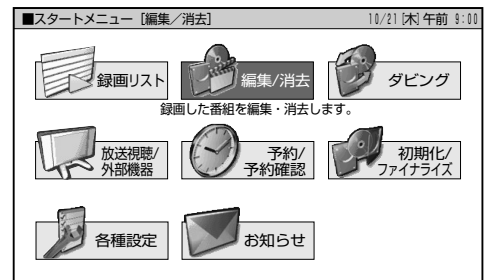 ■スタートメニュー［編集／消去］ 10/21[木]午前 9:00
録画リスト 編集/消去 ダビング
録画した番組を編集・消去します。
放送視聴/ 予約/ 初期化/
外部機器 予約確認 ファイナライズ
各種設定 お知らせ